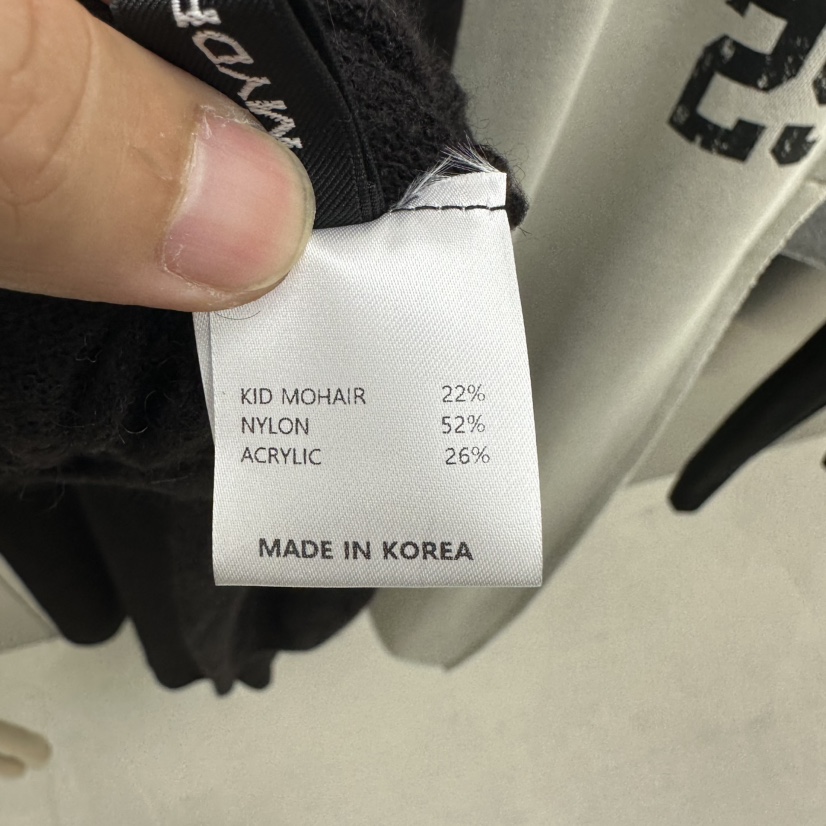 KID MOHAIR 22%
NYLON 52%
ACRYLIC 26%
MADE IN KOREA